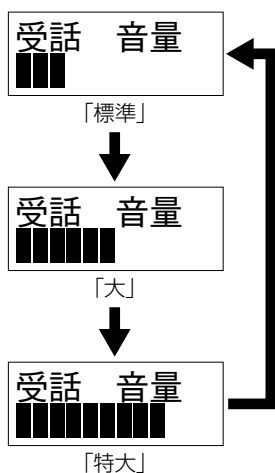 受話 音量
「標準」
受話 音量
「大」
受話 音量
「特大」